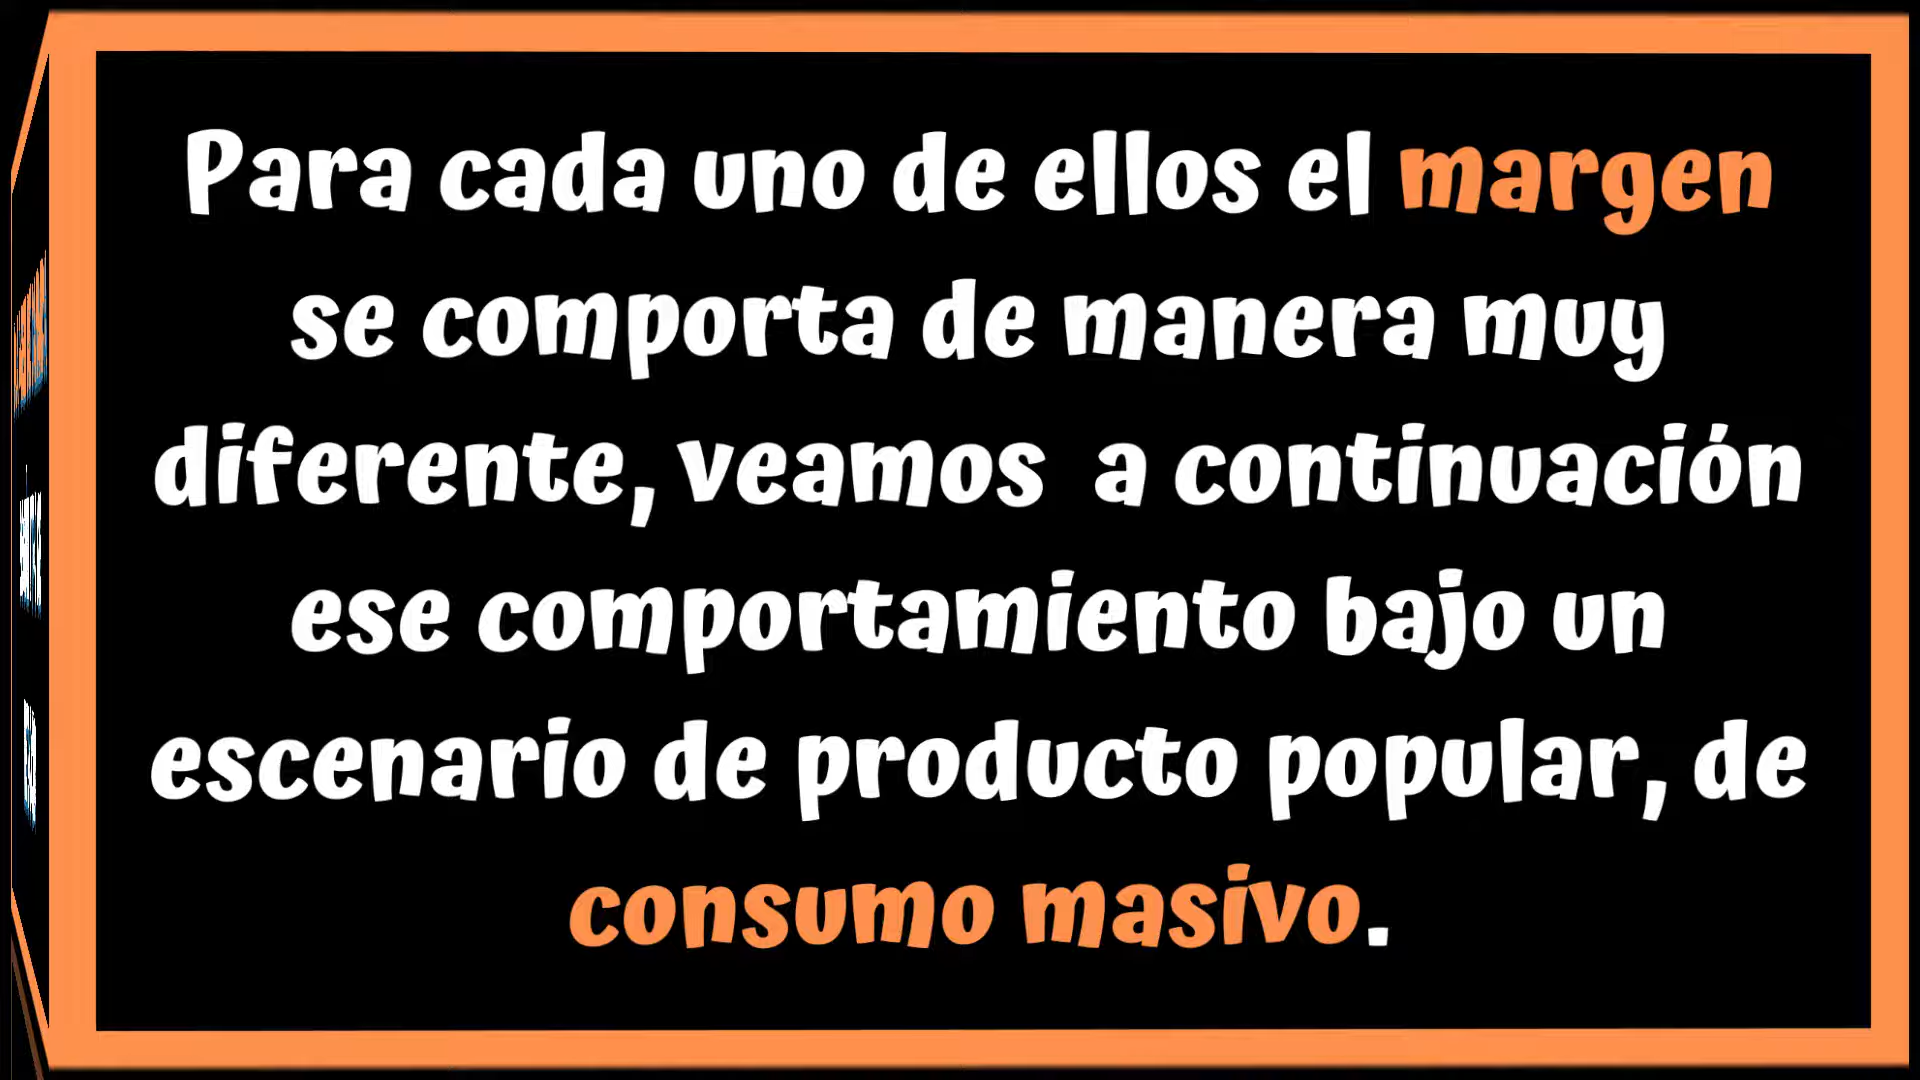 Para cada uno de ellos el margen
se comporta de manera muy
diferente, veamos a continuación
ese comportamiento bajo un
escenario de producto popular, de
consumo masivo.